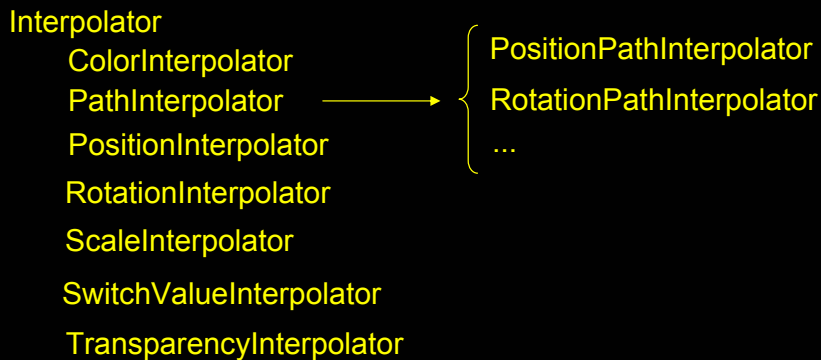 Interpolator
ColorInterpolator
PathInterpolator
PositionInterpolator
RotationInterpolator
ScaleInterpolator
SwitchValueInterpolator
TransparencyInterpolator
PositionPathInterpolator
RotationPathInterpolator
...